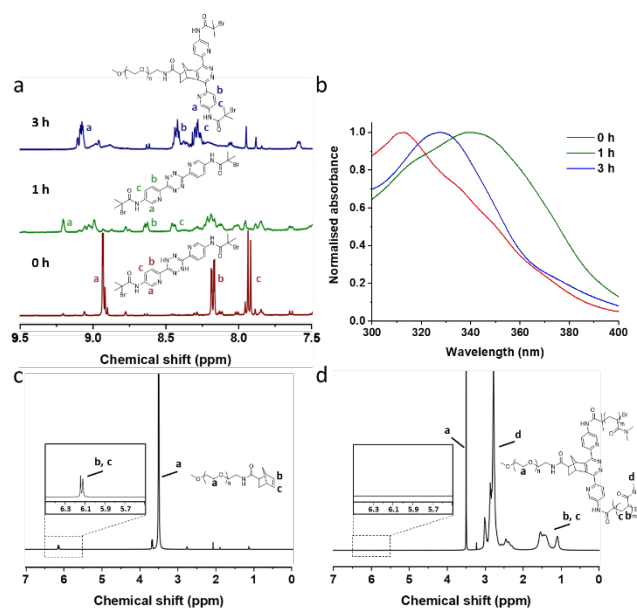 a
3 h
a
b
c
b
c
a
1 h
c
b
a
a
b
c
0 h
c
b
a
a
b
c
9.5 9.0 8.5 8.0 7.5
Chemical shift (ppm)
b
Normalised absorbance
1.0
0.8
0.6
0.4
0.2
0.0
0 h
1 h
3 h
300 320 340 360 380 400
Wavelength (nm)
c
b, c
6.3 6.1 5.9 5.7
a
a
b
c
7 6 5 4 3 2 1 0
Chemical shift (ppm)
d
6.3 6.1 5.9 5.7
a
d
b, c
a
d
c b
7 6 5 4 3 2 1 0
Chemical shift (ppm)